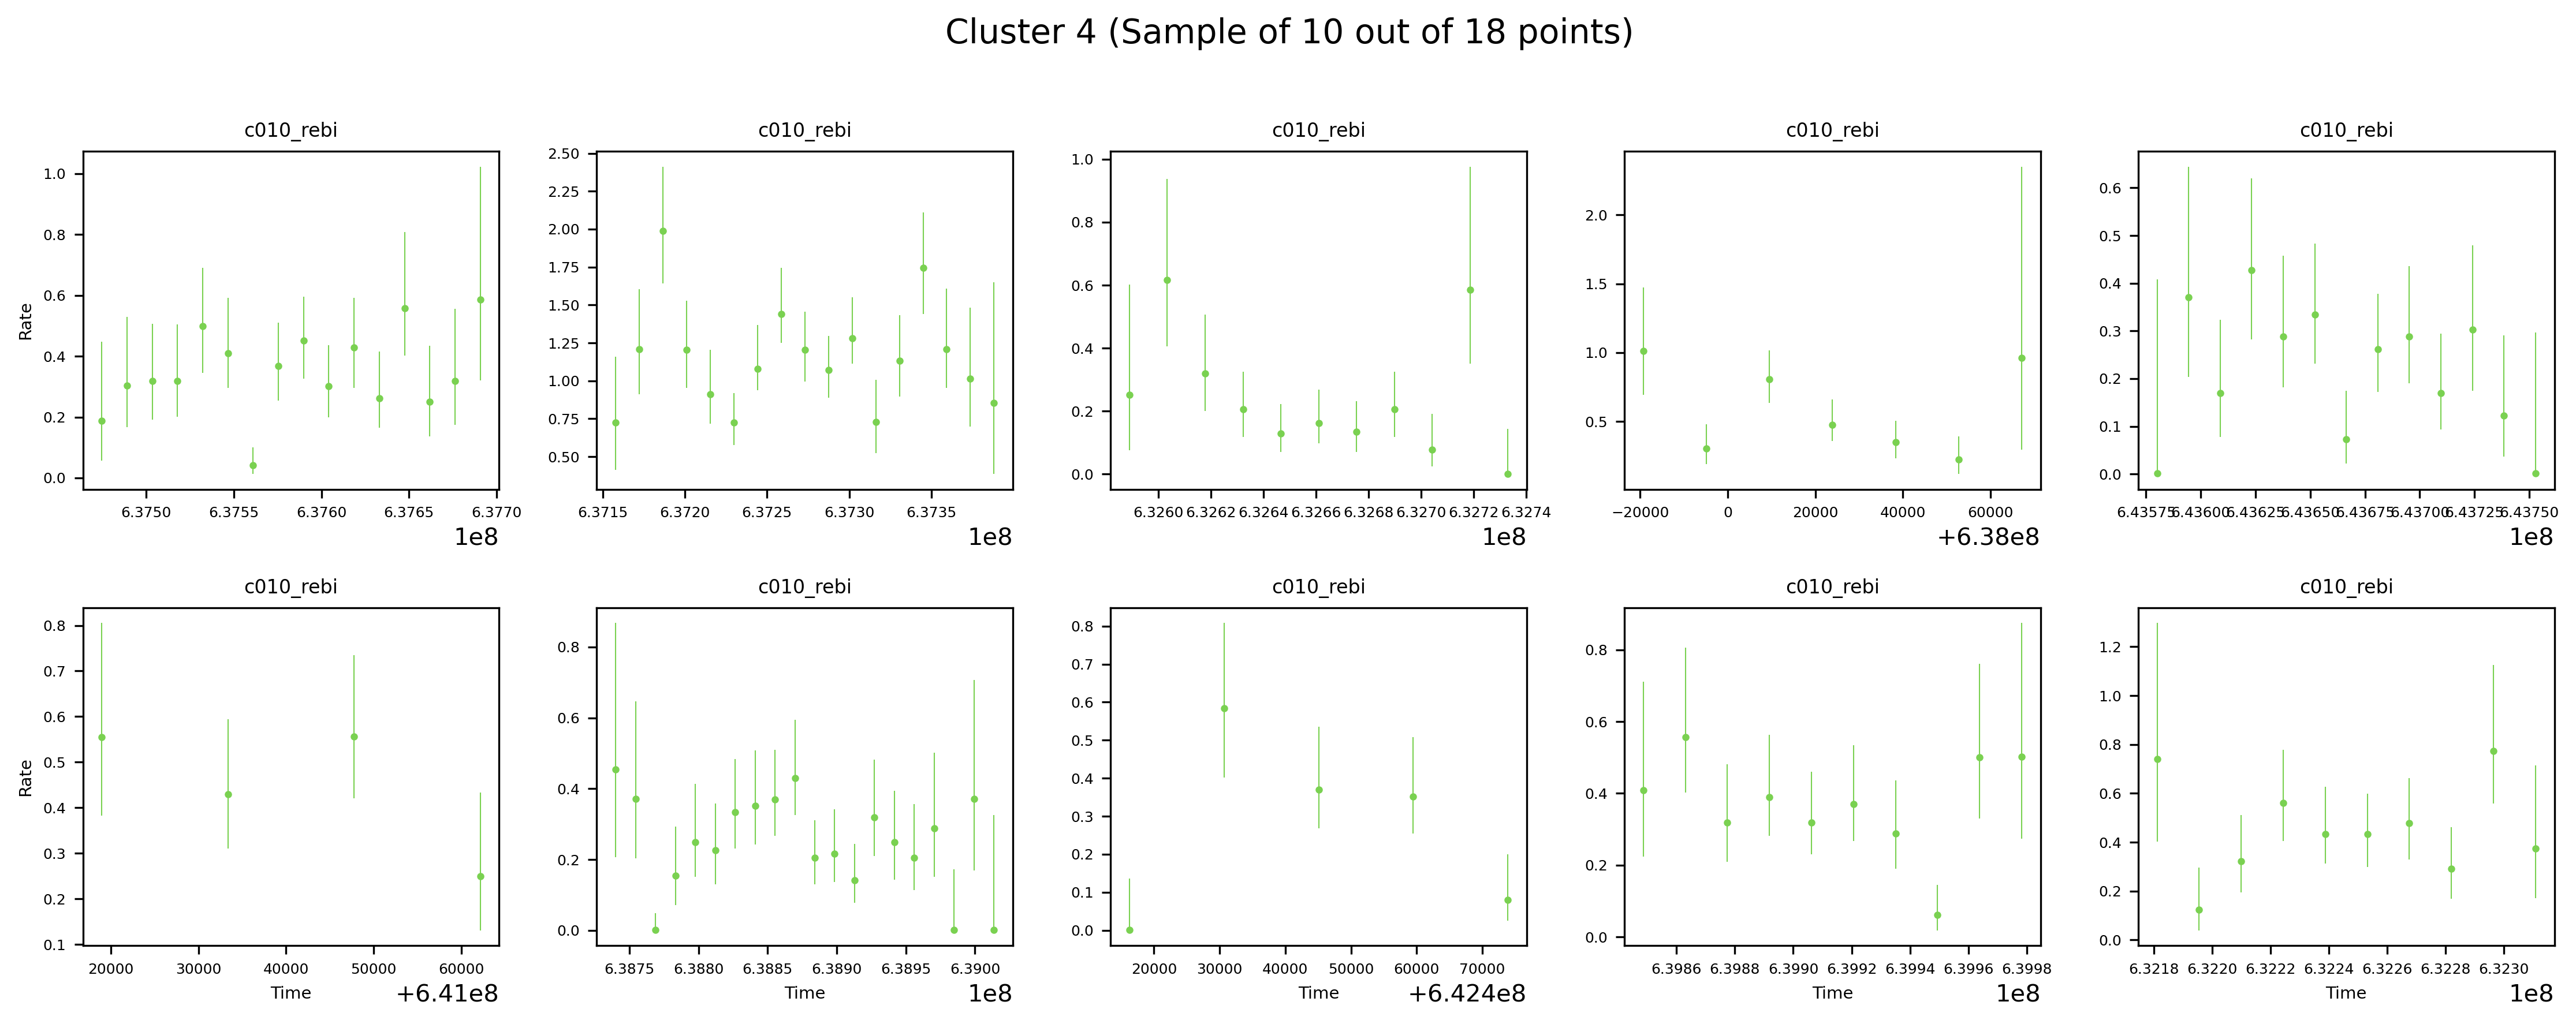 Cluster 4 (Sample of 10 out of 18 points)
c010_rebi c010_rebi c010_rebi c010_rebi c010_rebi
Rate
1.0
0.8
0.6
0.4
0.2
0.0
6.3750 6.3755 6.3760 6.3765 6.3770
1e8
2.50
2.25
2.00
1.75
1.50
1.25
1.00
0.75
0.50
6.3715 6.3720 6.3725 6.3730 6.3735
1e8
1.0
0.8
0.6
0.4
0.2
0.0
6.3260 6.3262 6.3264 6.3266 6.3268 6.3270 6.3272 6.3274
1e8
2.0
1.5
1.0
0.5
−20000 0 20000 40000 60000
+6.38e8
0.6
0.5
0.4
0.3
0.2
0.1
0.0
6.43575 6.43600 6.43625 6.43650 6.43675 6.43700 6.43725 6.43750
1e8
c010_rebi c010_rebi c010_rebi c010_rebi c010_rebi
Rate
0.8
0.7
0.6
0.5
0.4
0.3
0.2
0.1
20000 30000 40000 50000 60000
Time
+6.41e8
0.8
0.6
0.4
0.2
0.0
6.3875 6.3880 6.3885 6.3890 6.3895 6.3900
Time
1e8
0.8
0.7
0.6
0.5
0.4
0.3
0.2
0.1
0.0
20000 30000 40000 50000 60000 70000
Time
+6.424e8
0.8
0.6
0.4
0.2
0.0
6.3986 6.3988 6.3990 6.3992 6.3994 6.3996 6.3998
Time
1e8
1.2
1.0
0.8
0.6
0.4
0.2
0.0
6.3218 6.3220 6.3222 6.3224 6.3226 6.3228 6.3230
Time
1e8